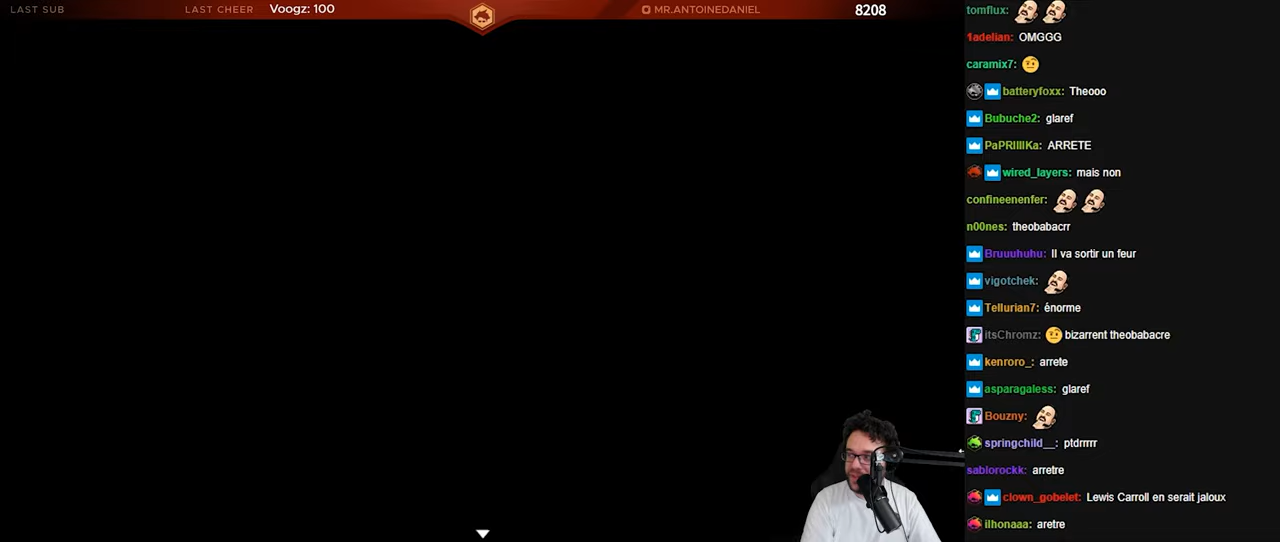 LAST SUB LAST CHEER Voogz: 100 MR.ANTOINEDANIEL 8208
tomflux:
1adelian: OMGGG
caramix7:
batteryfoxx: Theooo
Bubuche2: glaref
PaPRIIIIKa: ARRETE
wired_layers: mais non
confineenenfer:
n00nes: theobabacrr
Bruuuhuhu: Il va sortir un feur
vigotchek:
Tellurian7: énorme
itsChromz: bizarrent theobabacre
kenroro_: arrete
asparagaless: glaref
Bouzny:
springchild__: ptdrrrrr
sablorockk: arretre
clown_gobelet: Lewis Carroll en serait jaloux
ilhonaaa: aretre